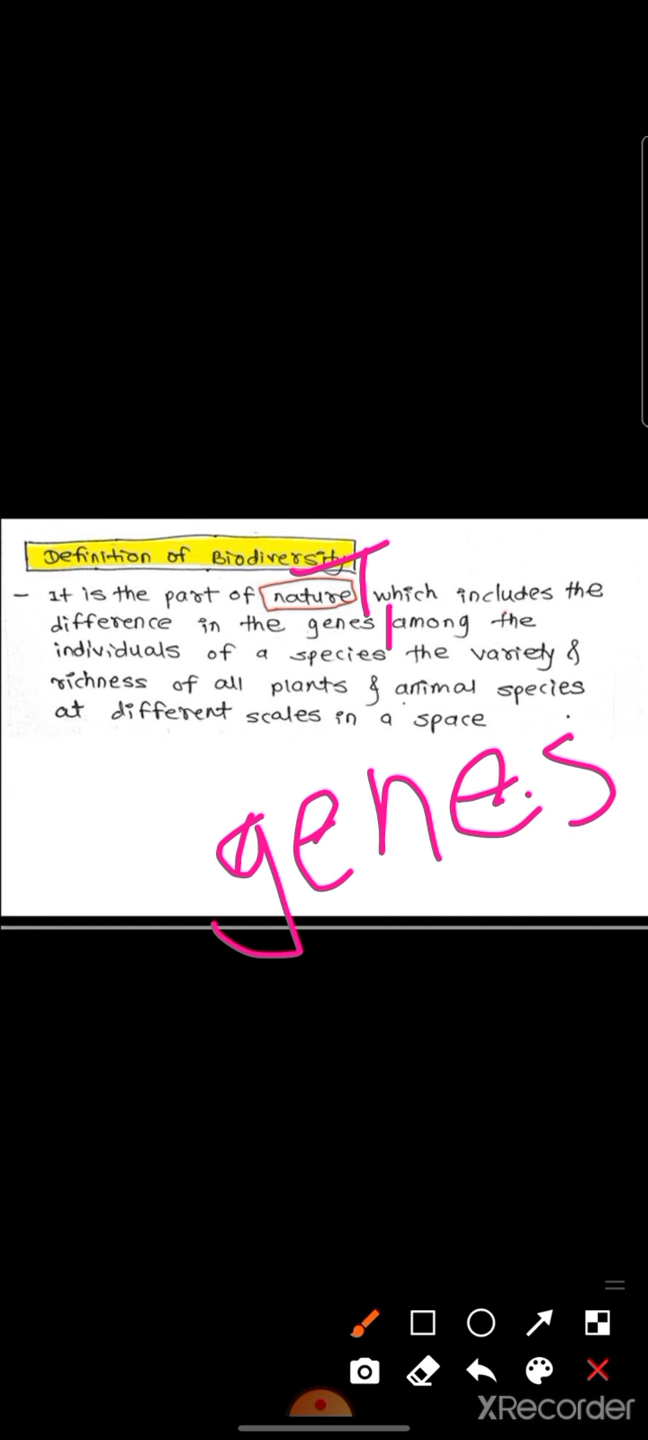 Definition of Biodiversity
- It is the part of nature which includes the
difference in the genes among the
individuals of a species the variety &
richness of all plants & animal species
at different scales in a space
genes
XRecorder